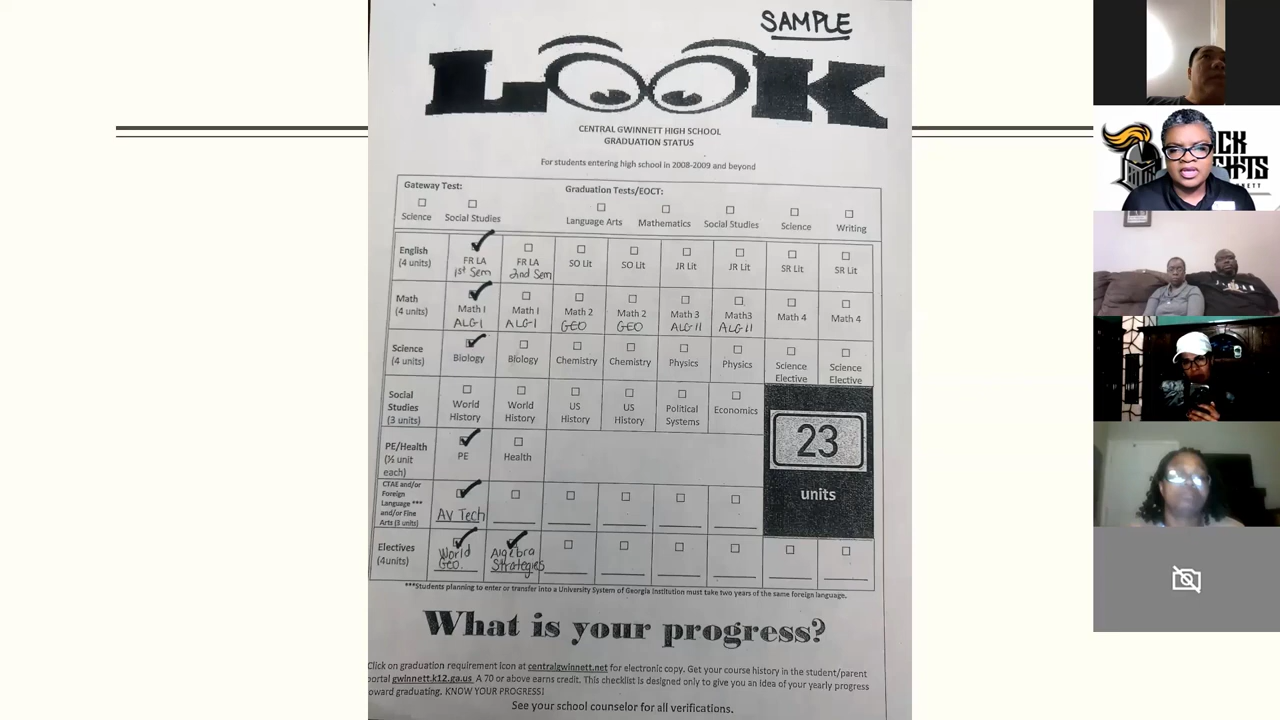 SAMPLE
LOOK
CENTRAL GWINNETT HIGH SCHOOL
GRADUATION STATUS
For students entering high school in 2008-2009 and beyond
Gateway Test: Graduation Tests/EOCT:
Science Social Studies Language Arts Mathematics Social Studies Science Writing
English
(4 units)
FR LA
1st Sem
FR LA
2nd Sem
SO Lit
SO Lit
JR Lit
JR Lit
SR Lit
SR Lit
Math
(4 units)
Math I
ALG I
Math I
ALG I
Math 2
GEO
Math 2
GEO
Math 3
ALG II
Math3
ALG II
Math 4
Math 4
Science
(4 units)
Biology
Biology
Chemistry
Chemistry
Physics
Physics
Science
Elective
Science
Elective
Social
Studies
(3 units)
World
History
World
History
US
History
US
History
Political
Systems
Economics
23
units
PE/Health
(½ unit
each)
PE
Health
CTAE and/or
Foreign
Language ***
and/or Fine
Arts (3 units)
AV Tech
Electives
(4units)
World
Geo.
Algebra
Strategies
***Students planning to enter or transfer into a University System of Georgia Institution must take two years of the same foreign language.
What is your progress?
Click on graduation requirement icon at centralgwinnett.net for electronic copy. Get your course history in the student/parent
portal gwinnett.k12.ga.us A 70 or above earns credit. This checklist is designed only to give you an idea of your yearly progress
toward graduating. KNOW YOUR PROGRESS!
See your school counselor for all verifications.